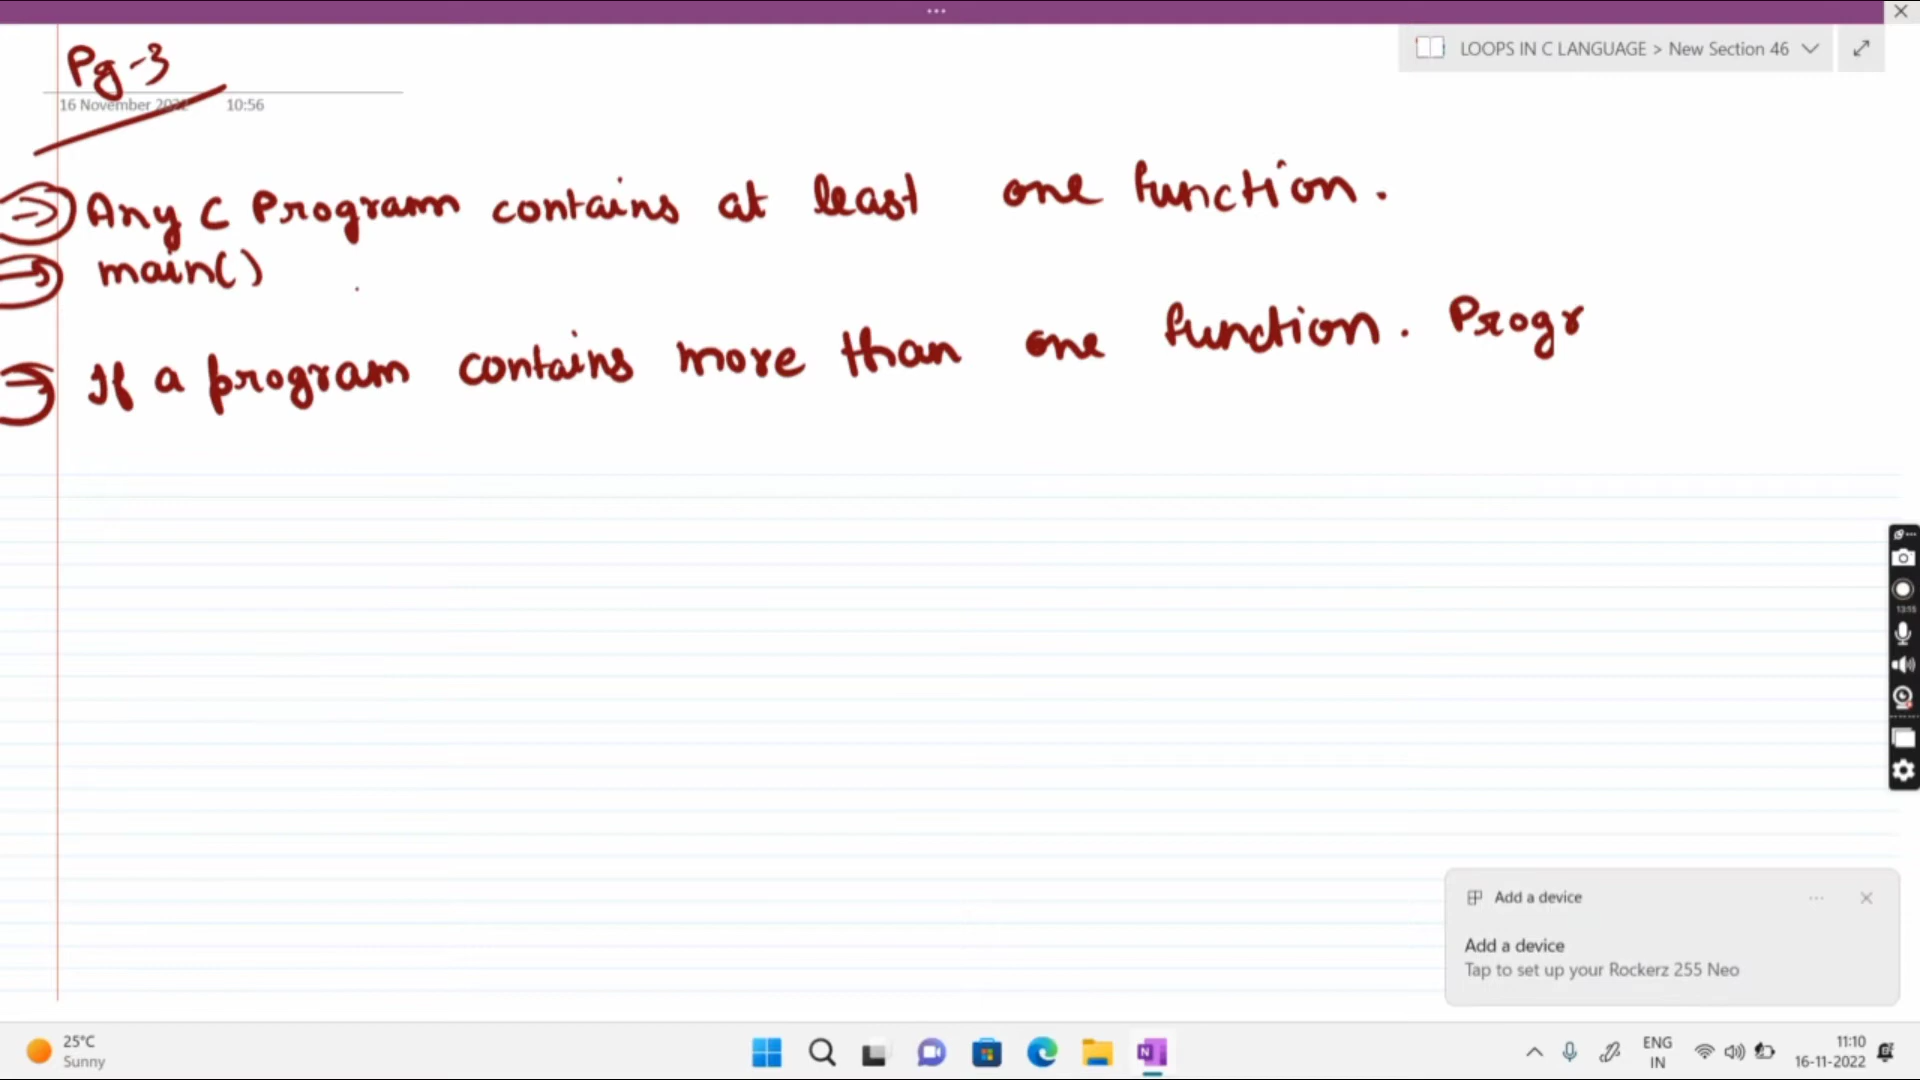 LOOPS IN C LANGUAGE > New Section 46
Pg-3
16 November 2022 10:56
Any C Program contains at least one function.
main()
If a program contains more than one function. Progr
13:15
Add a device
Add a device
Tap to set up your Rockerz 255 Neo
25°C
Sunny
ENG
IN
11:10
16-11-2022